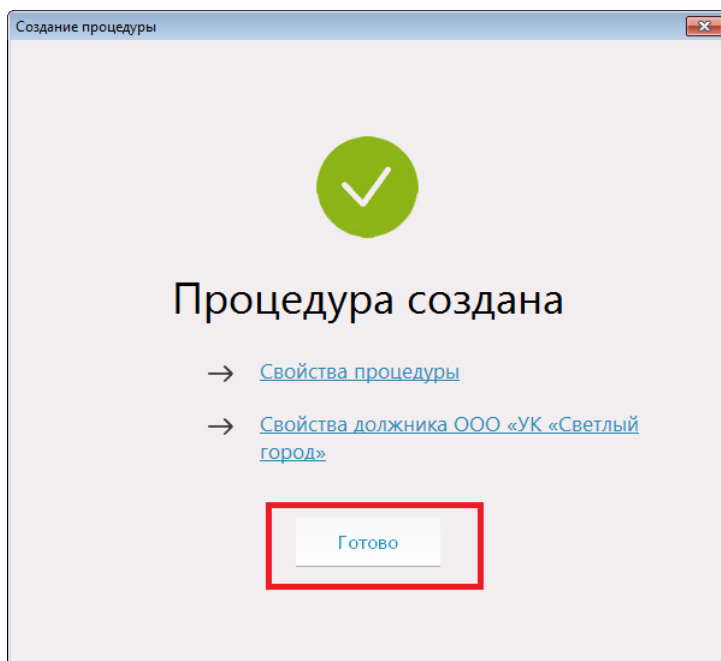 Создание процедуры
Процедура создана
Свойства процедуры
Свойства должника ООО «УК «Светлый
город»
Готово